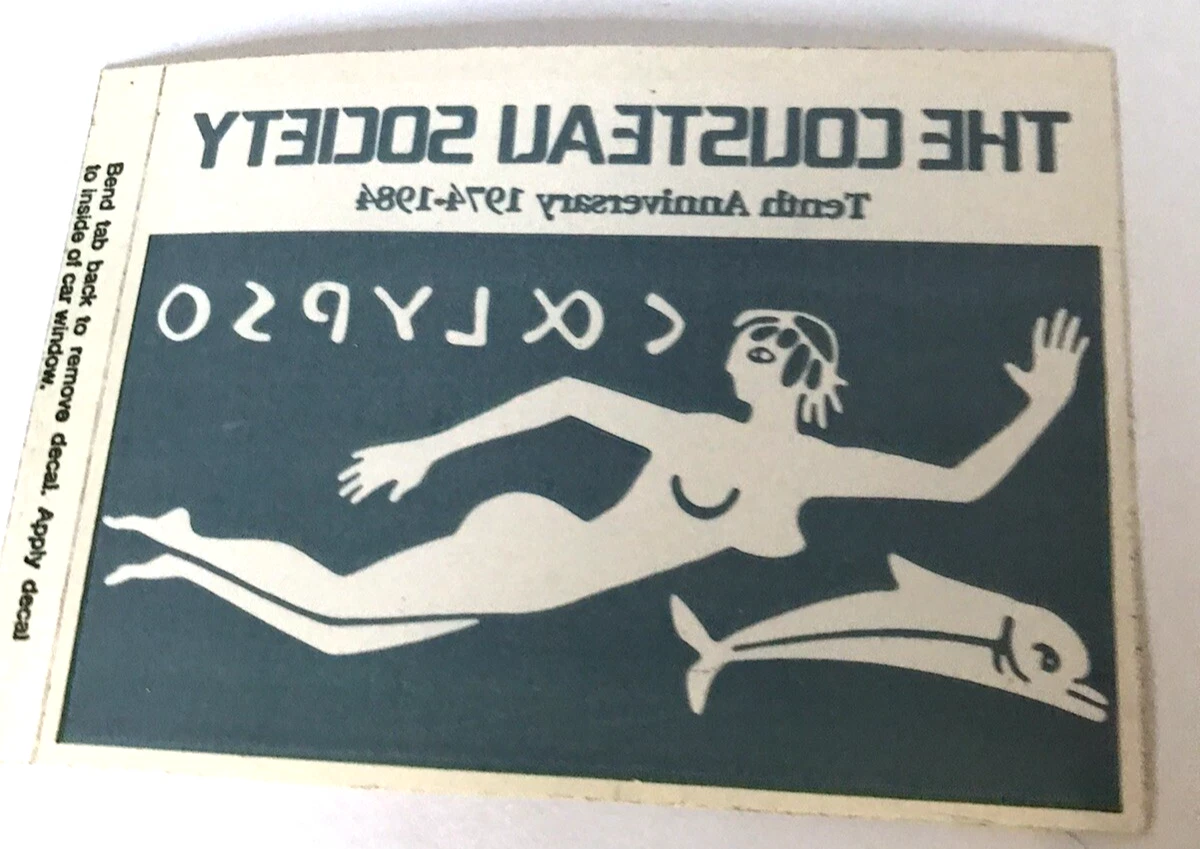 THE COUSTEAU SOCIETY
Tenth Anniversary 1974-1984
CALYPSO
Bend tab back to remove decal. Apply decal
to inside of car window.